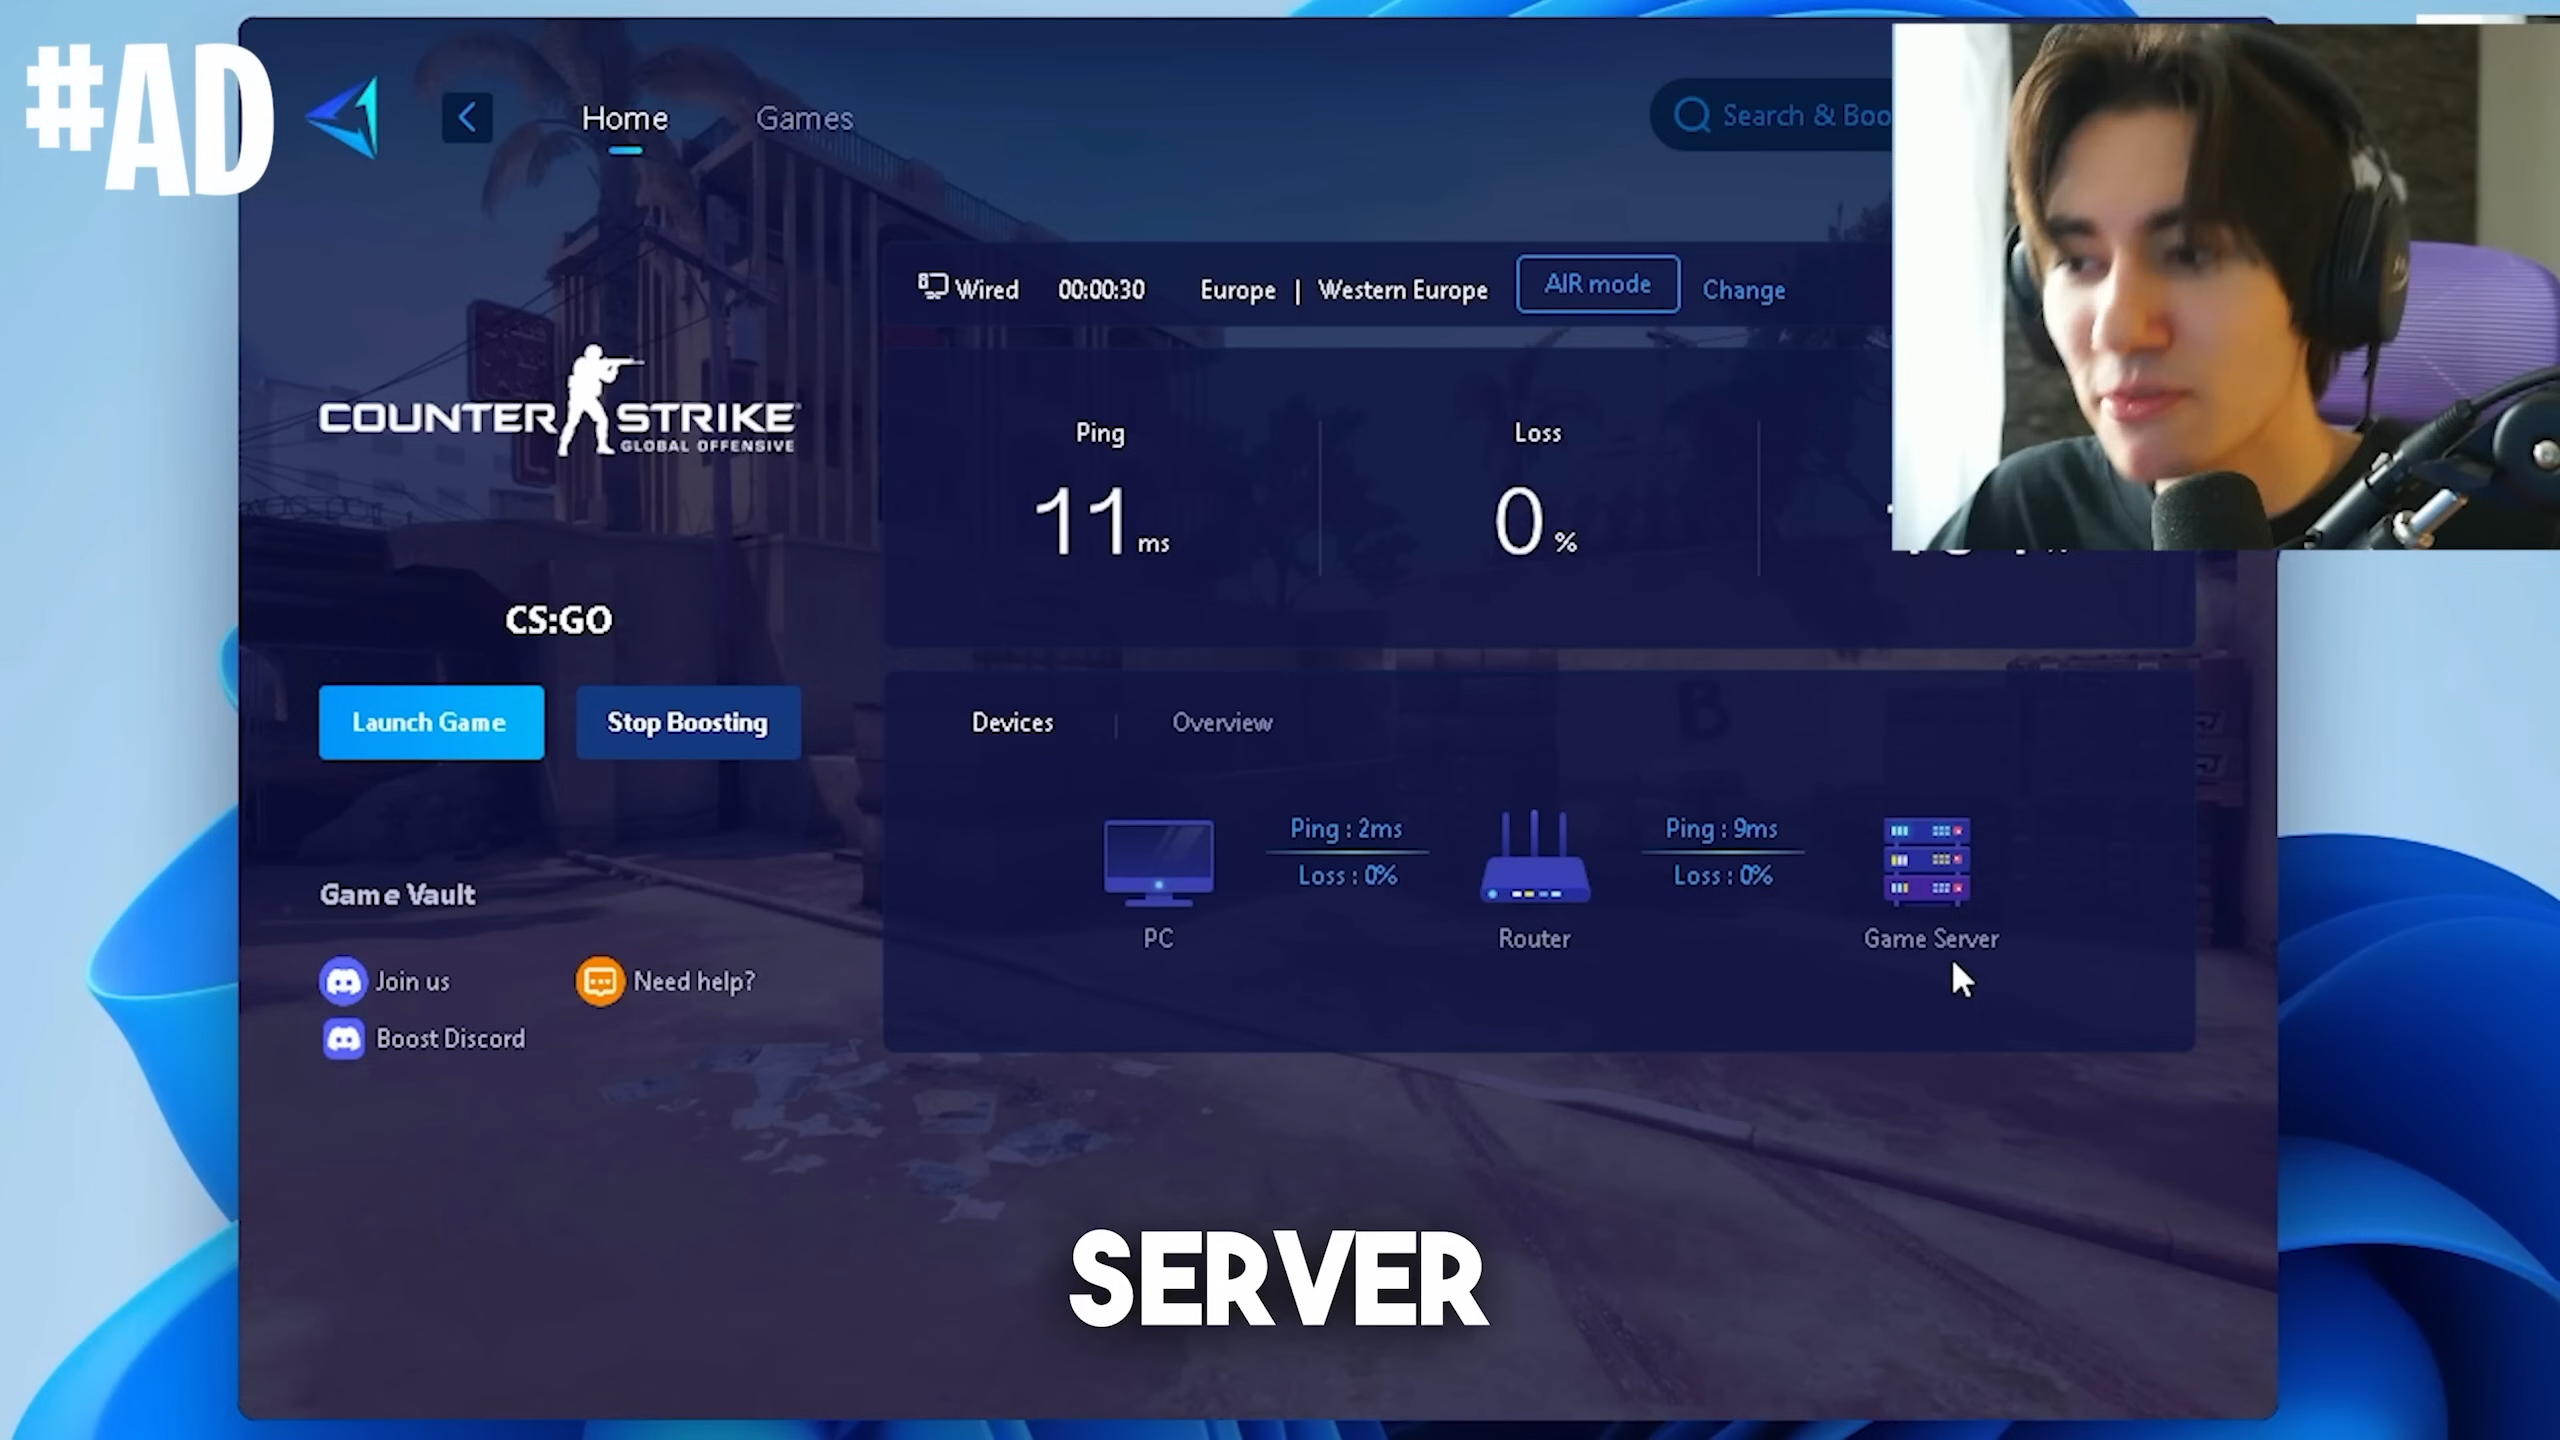 #AD
Home
Games
Search & Boo
Wired
00:00:30
Europe | Western Europe
AIR mode
Change
COUNTER STRIKE
GLOBAL OFFENSIVE
CS:GO
Launch Game
Stop Boosting
Game Vault
Join us
Need help?
Boost Discord
Ping
11 ms
Loss
0 %
Devices
Overview
Ping : 2ms
Loss : 0%
Ping : 9ms
Loss : 0%
PC
Router
Game Server
SERVER